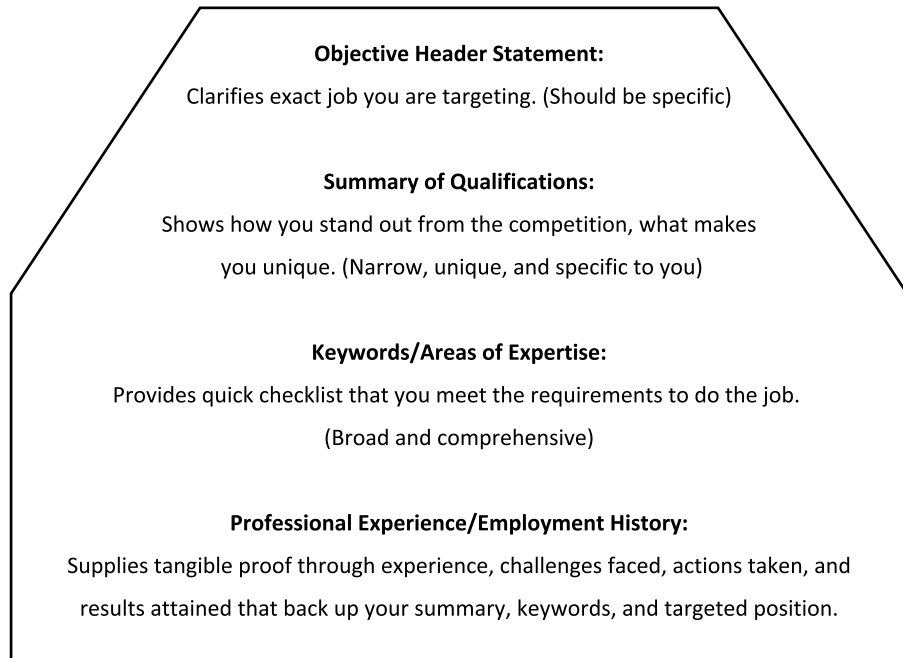 Objective Header Statement:
Clarifies exact job you are targeting. (Should be specific)
Summary of Qualifications:
Shows how you stand out from the competition, what makes
you unique. (Narrow, unique, and specific to you)
Keywords/Areas of Expertise:
Provides quick checklist that you meet the requirements to do the job.
(Broad and comprehensive)
Professional Experience/Employment History:
Supplies tangible proof through experience, challenges faced, actions taken, and
results attained that back up your summary, keywords, and targeted position.